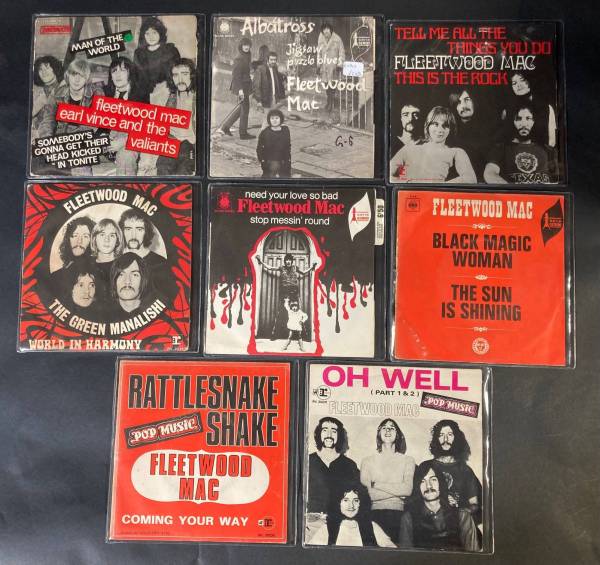 MAN OF THE
WORLD
fleetwood mac
earl vince and the
valiants
SOMEBODY'S
GONNA GET THEIR
HEAD KICKED
IN TONITE
Albatross
Jigsaw
puzzle blues
Fleetwood
Mac
G-6
TELL ME ALL THE
THINGS YOU DO
FLEETWOOD MAC
THIS IS THE ROCK
TEXAS
FLEETWOOD MAC
THE GREEN MANALISHI
WORLD IN HARMONY
need your love so bad
Fleetwood Mac
stop messin' round
6.50
FLEETWOOD MAC
BLACK MAGIC
WOMAN
THE SUN
IS SHINING
RATTLESNAKE
POP MUSIC
SHAKE
FLEETWOOD
MAC
COMING YOUR WAY
OH WELL
(PART 1 & 2)
FLEETWOOD MAC
POP MUSIC